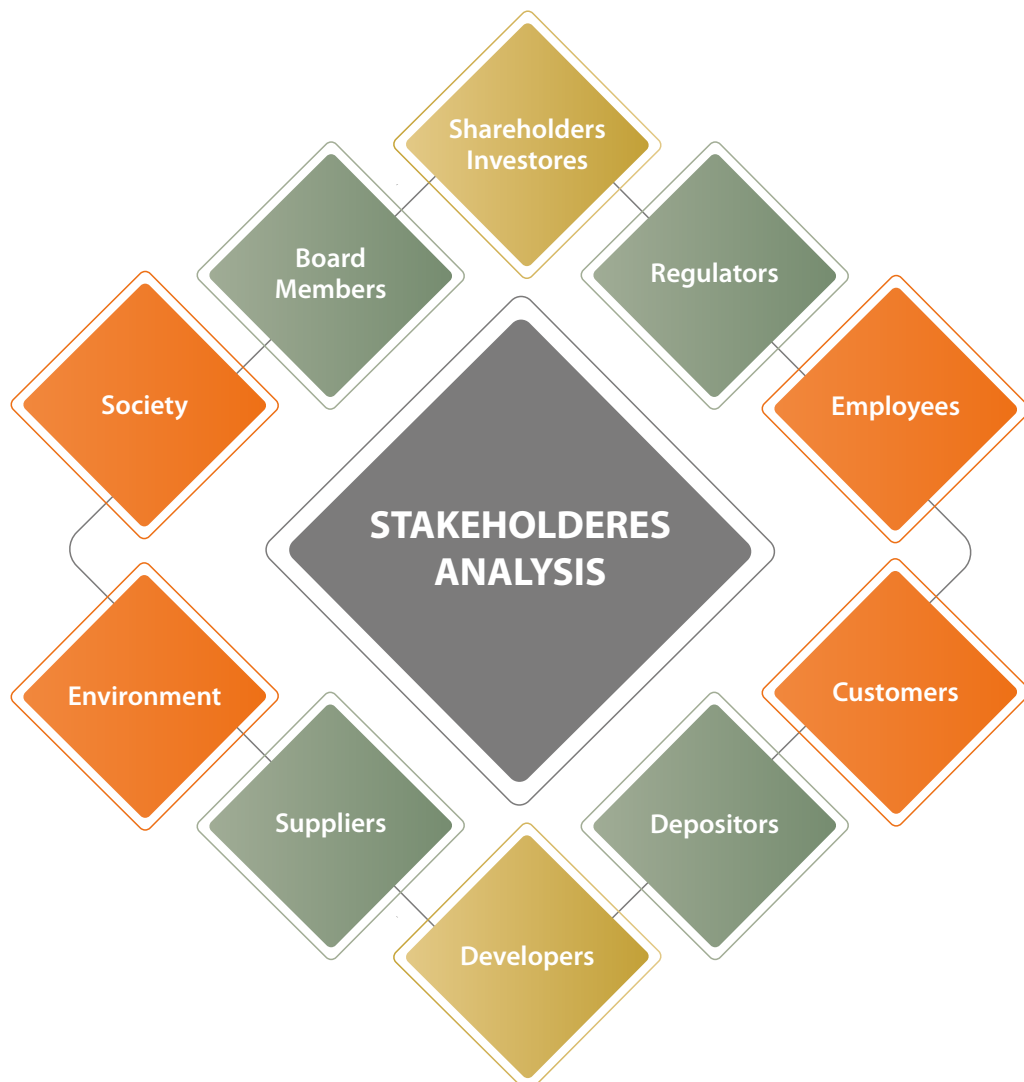 Shareholders
Investores
Board
Members
Regulators
Society
Employees
STAKEHOLDERES
ANALYSIS
Environment
Customers
Suppliers
Depositors
Developers